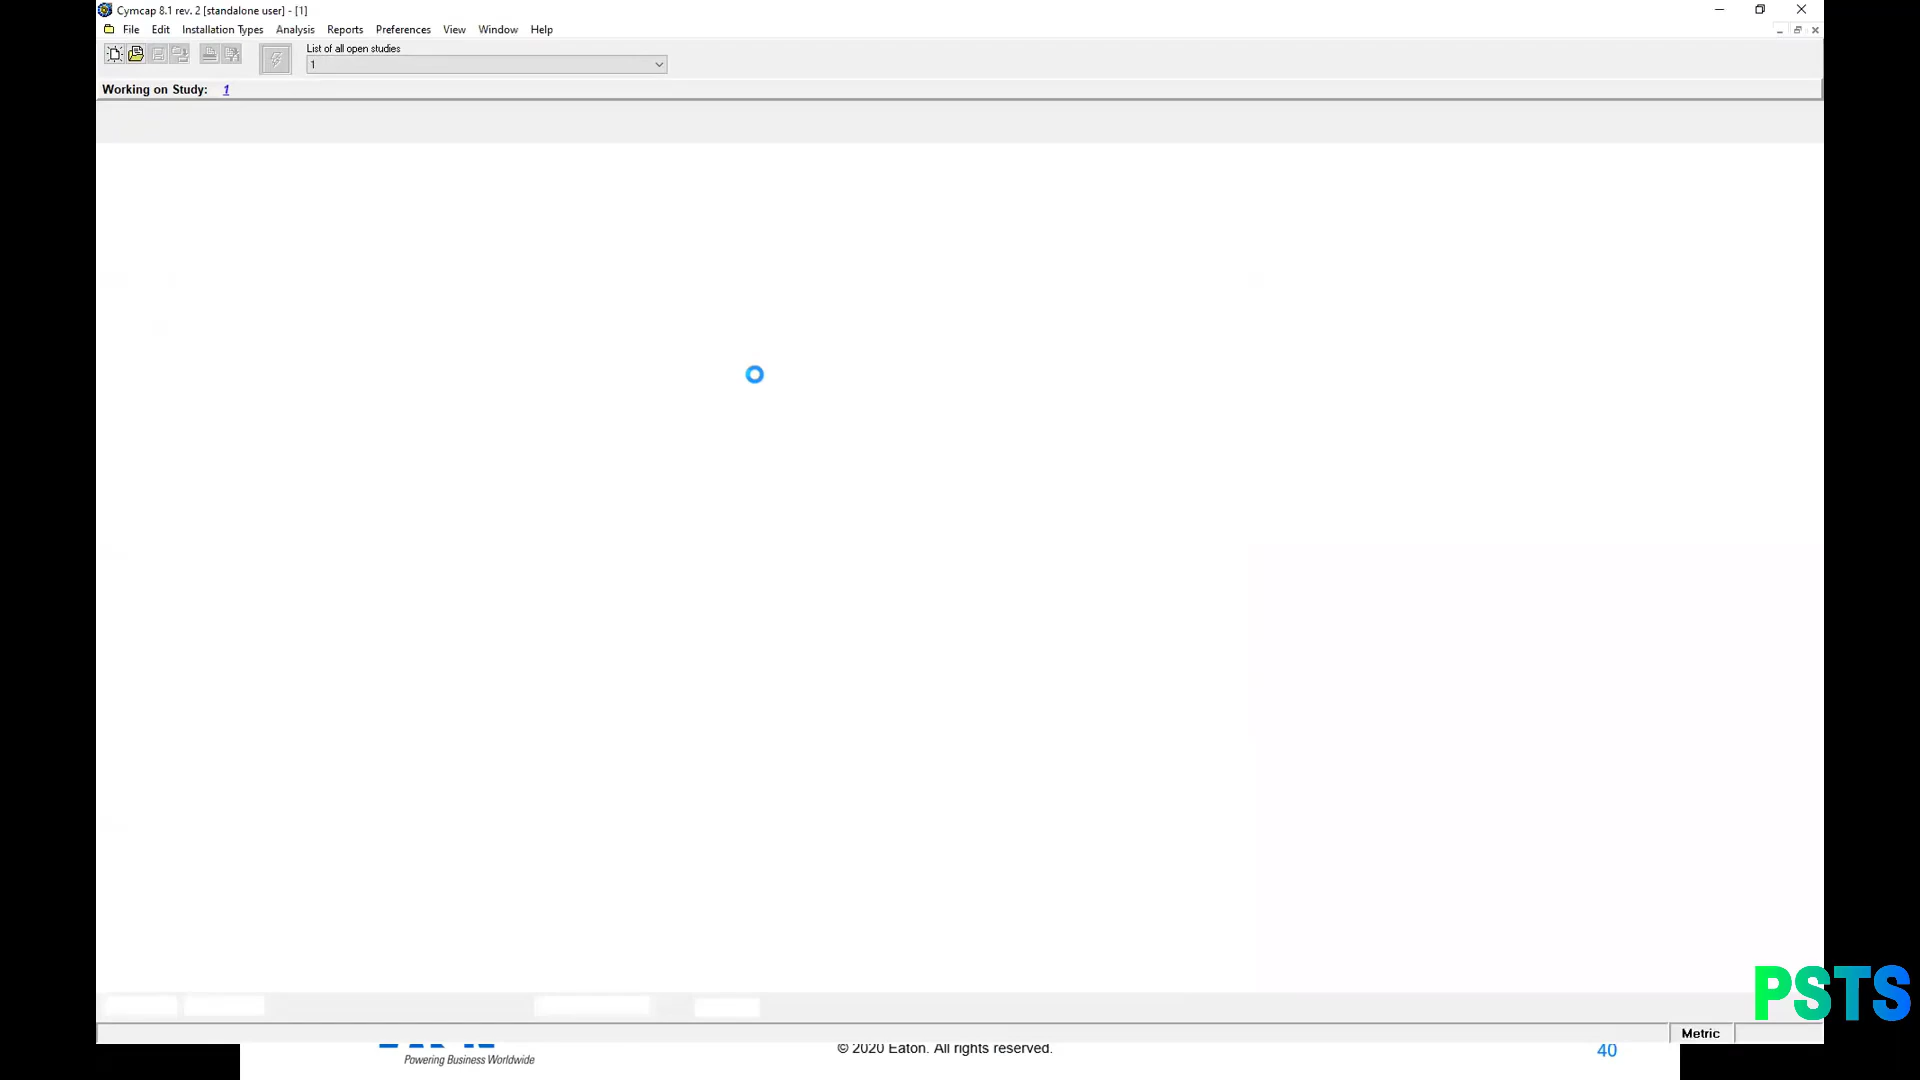 Cymcap 8.1 rev. 2 [standalone user] - [1]
File Edit Installation Types Analysis Reports Preferences View Window Help
List of all open studies
1
Working on Study: 1
PSTS
Metric
© 2020 Eaton. All rights reserved.
Powering Business Worldwide
40